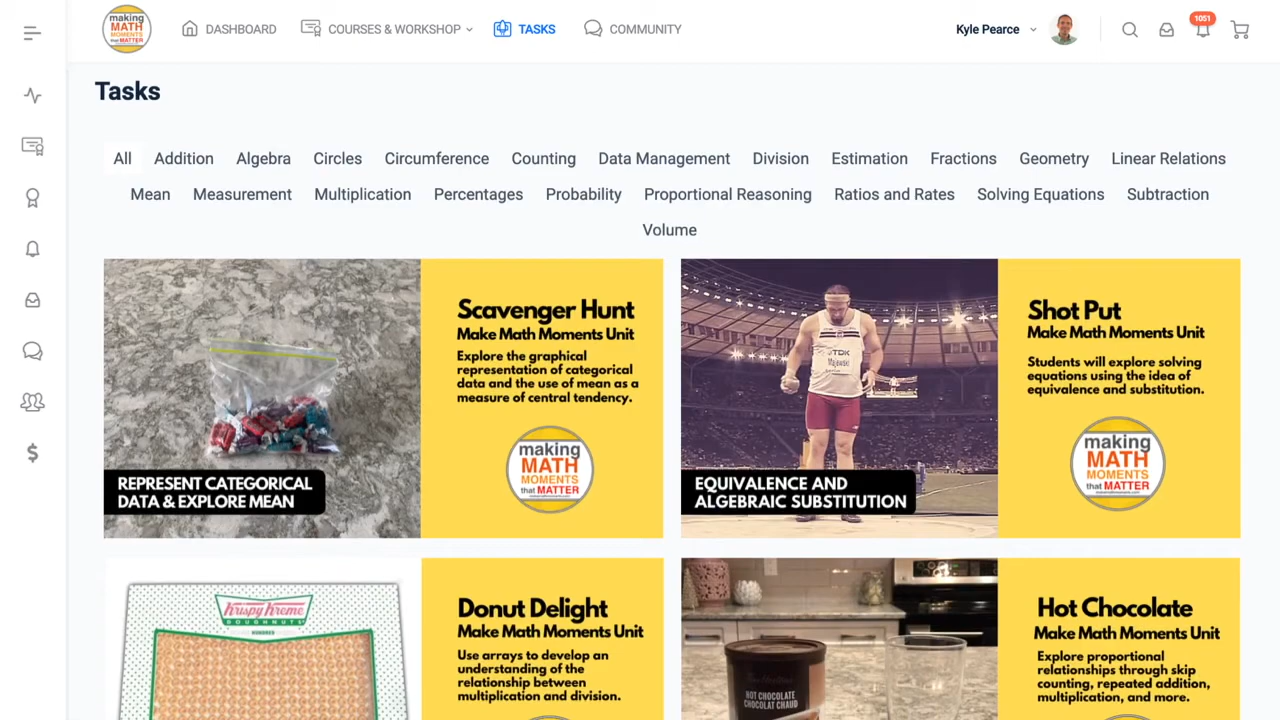 making
MATH
MOMENTS
that MATTER
DASHBOARD
COURSES & WORKSHOP
TASKS
COMMUNITY
Kyle Pearce
1051
Tasks
All Addition Algebra Circles Circumference Counting Data Management Division Estimation Fractions Geometry Linear Relations
Mean Measurement Multiplication Percentages Probability Proportional Reasoning Ratios and Rates Solving Equations Subtraction
Volume
Scavenger Hunt
Make Math Moments Unit
Explore the graphical
representation of categorical
data and the use of mean as a
measure of central tendency.
making
MATH
MOMENTS
that MATTER
REPRESENT CATEGORICAL
DATA & EXPLORE MEAN
TDK
Majewski
Shot Put
Make Math Moments Unit
Students will explore solving
equations using the idea of
equivalence and substitution.
making
MATH
MOMENTS
that MATTER
EQUIVALENCE AND
ALGEBRAIC SUBSTITUTION
Krispy Kreme
DOUGHNUTS
HUNDRED
Donut Delight
Make Math Moments Unit
Use arrays to develop an
understanding of the
relationship between
multiplication and division.
HOT CHOCOLATE
CHOCOLAT CHAUD
Hot Chocolate
Make Math Moments Unit
Explore proportional
relationships through skip
counting, repeated addition,
multiplication, and more.